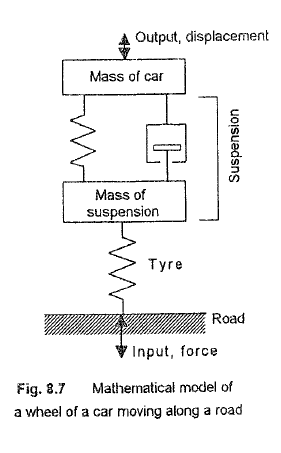 Output, displacement
Mass of car
Suspension
Mass of
suspension
Tyre
Road
Input, force
Fig. 8.7 Mathematical model of
a wheel of a car moving along a road